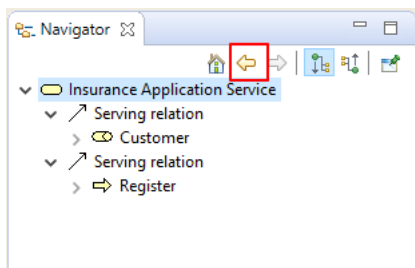 Navigator
Insurance Application Service
Serving relation
Customer
Serving relation
Register